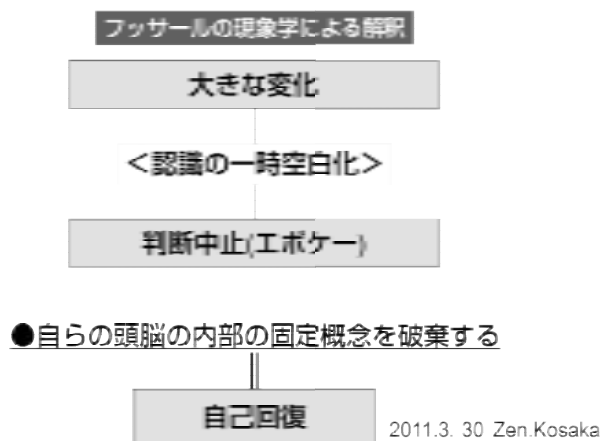 フッサールの現象学による解釈
大きな変化
＜認識の一時空白化＞
判断中止(エポケー)
●自らの頭脳の内部の固定概念を破棄する
自己回復
2011.3. 30 Zen.Kosaka